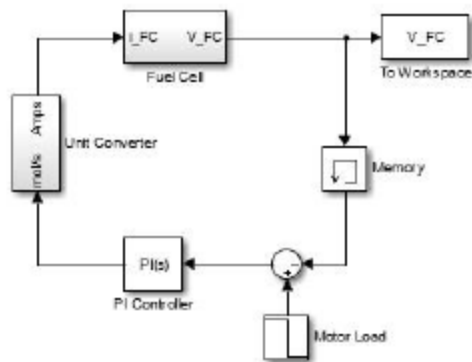 i_FC V_FC
V_FC
Fuel Cell
To Workspace
Amps
mol/s
Unit Converter
Memory
PI(s)
PI Controller
Motor Load